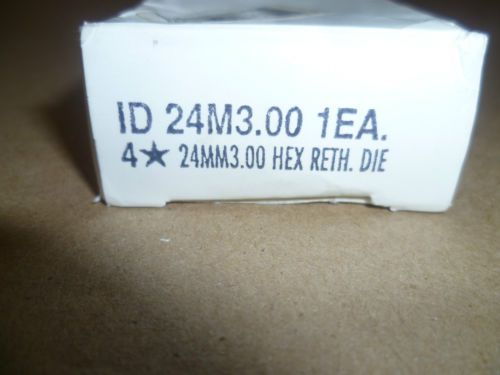 ID 24M3.00 1EA.
4★ 24MM3.00 HEX RETH. DIE